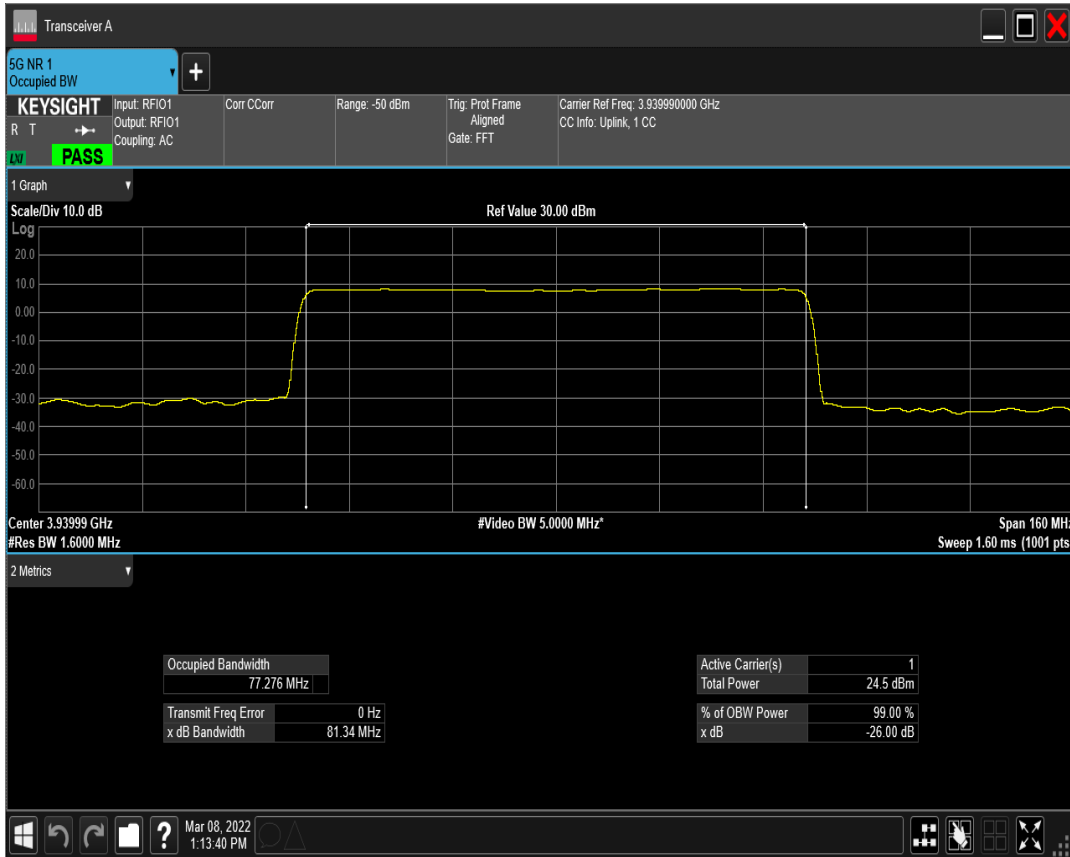 Transceiver A
5G NR 1
Occupied BW
KEYSIGHT
R T
LXI
PASS
Input: RFIO1
Output: RFIO1
Coupling: AC
Corr CCorr
Range: -50 dBm
Trig: Prot Frame
Aligned
Gate: FFT
Carrier Ref Freq: 3.939990000 GHz
CC Info: Uplink, 1 CC
1 Graph
Scale/Div 10.0 dB
Ref Value 30.00 dBm
Log
20.0
10.0
0.00
-10.0
-20.0
-30.0
-40.0
-50.0
-60.0
Center 3.93999 GHz
#Video BW 5.0000 MHz*
Span 160 MHz
#Res BW 1.6000 MHz
Sweep 1.60 ms (1001 pts
2 Metrics
Occupied Bandwidth
77.276 MHz
Transmit Freq Error 0 Hz
x dB Bandwidth 81.34 MHz
Active Carrier(s) 1
Total Power 24.5 dBm
% of OBW Power 99.00 %
x dB -26.00 dB
?
Mar 08, 2022
1:13:40 PM